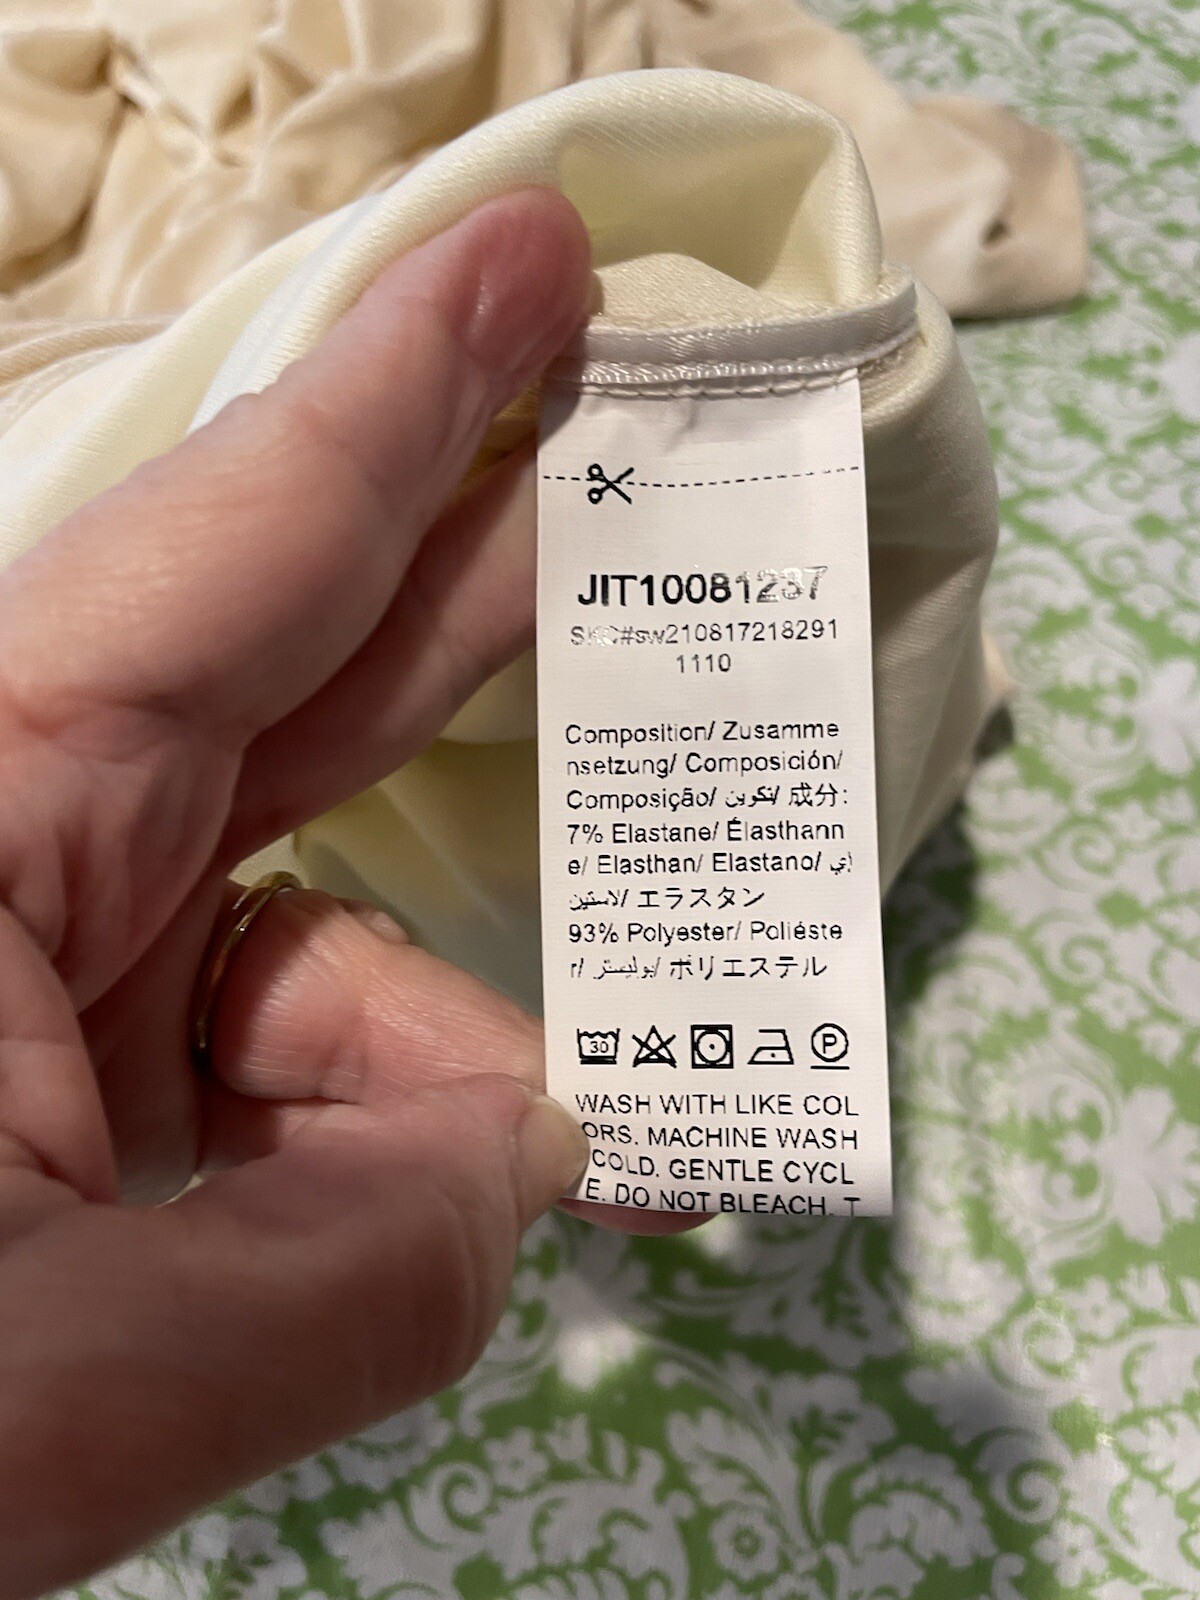 JIT10081237
SKC#sw210817218291
1110
Composition/ Zusamme
nsetzung/ Composición/
Composição/ تكوين/ 成分:
7% Elastane/ Élasthann
e/ Elasthan/ Elastano/ إي
لاستين/ エラスタン
93% Polyester/ Poliéste
r/ بوليستر/ ポリエステル
30 P
WASH WITH LIKE COL
ORS. MACHINE WASH
COLD. GENTLE CYCL
E. DO NOT BLEACH. T